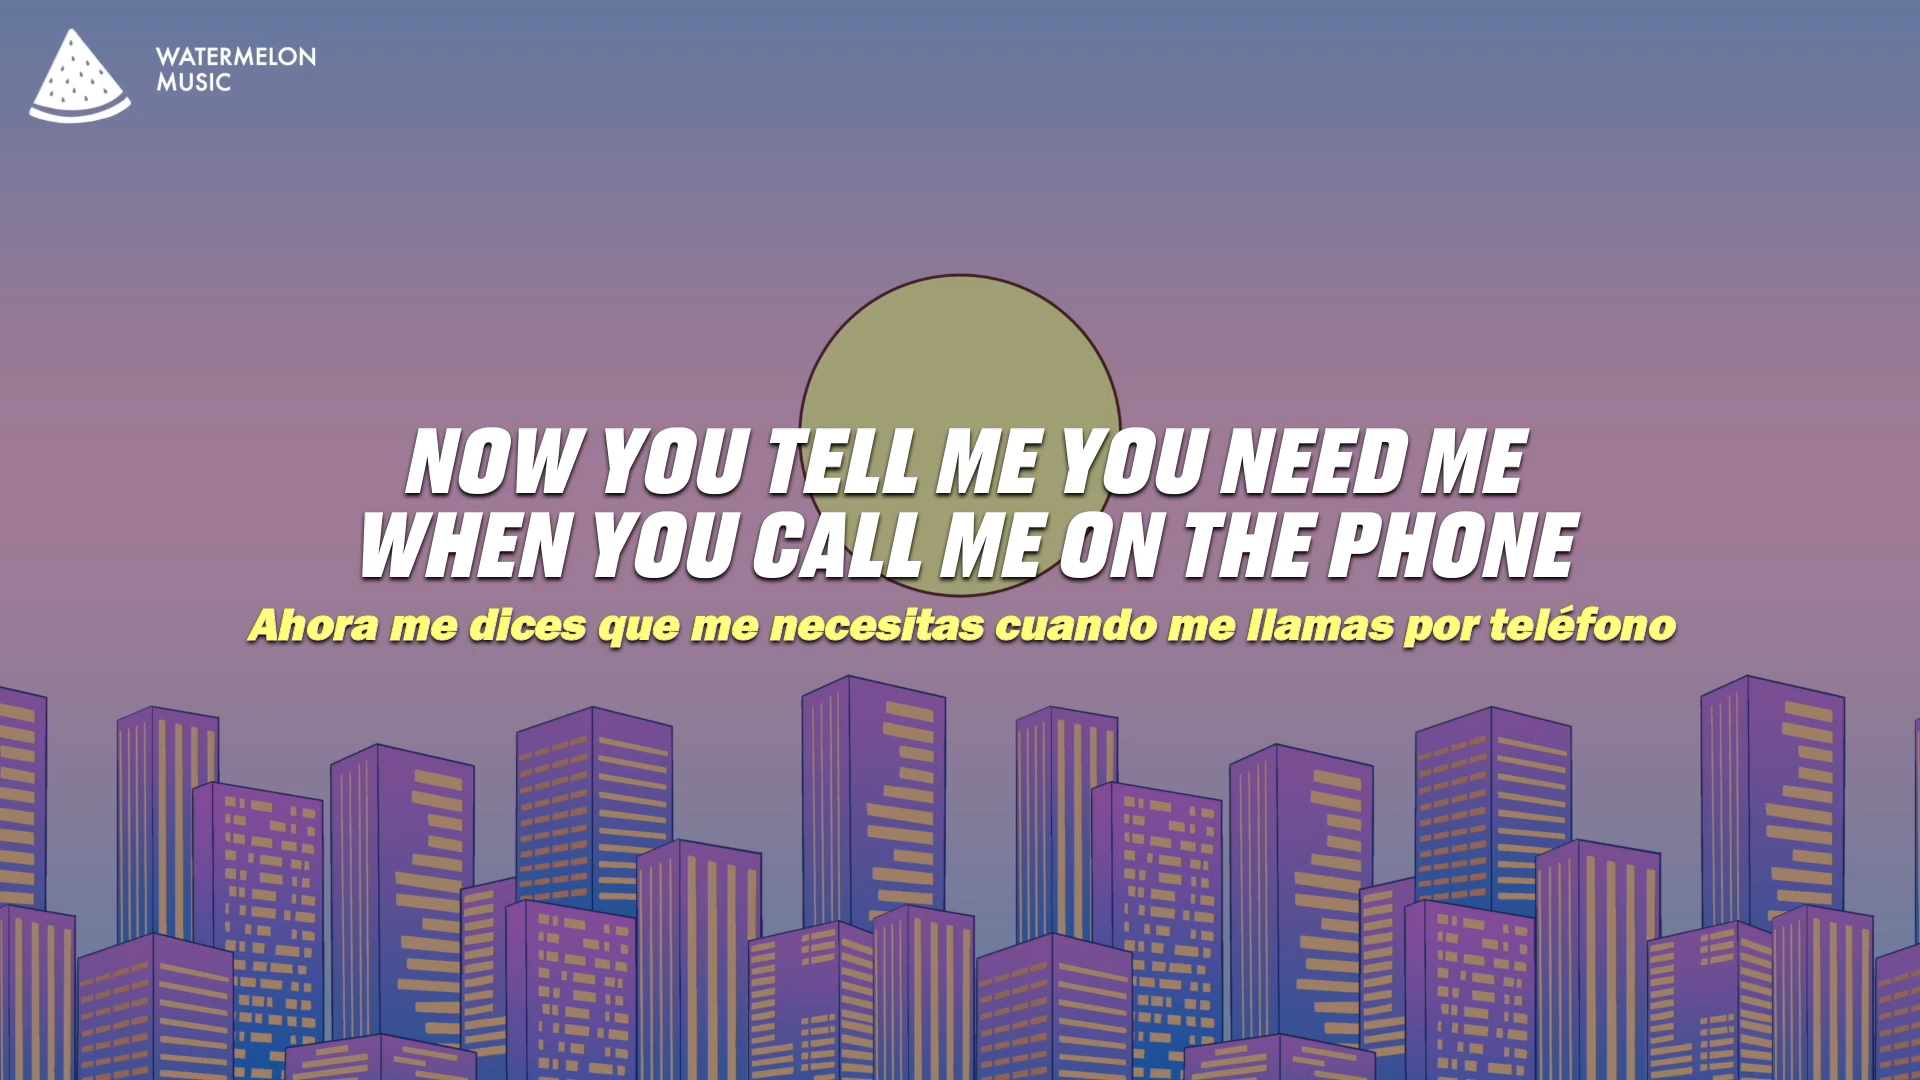 WATERMELON
MUSIC
NOW YOU TELL ME YOU NEED ME
WHEN YOU CALL ME ON THE PHONE
Ahora me dices que me necesitas cuando me llamas por teléfono